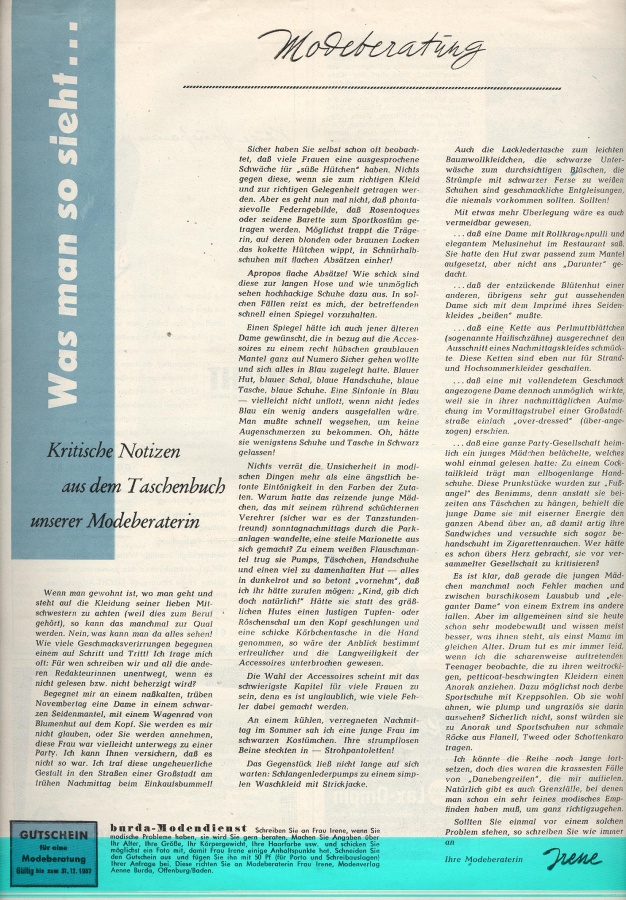 Modeberatung
Was man so sieht...
Kritische Notizen
aus dem Taschenbuch
unserer Modeberaterin
Wenn man gewohnt ist, wo man geht und
steht auf die Kleidung seiner lieben Mit-
schwestern zu achten (weil dies zum Beruf
gehört), so kann das manchmal zur Qual
werden. Nein, was kann man da alles sehen!
Wie viele Geschmacksverirrungen begegnen
einem auf Schritt und Tritt! Ich frage mich
oft: Für wen schreiben wir und all die ande-
ren Redakteurinnen unentwegt, wenn es
nicht gelesen bzw. nicht beherzigt wird?
Begegnet mir an einem naßkalten, trüben
Novembertag eine Dame in einem schwar-
zen Seidenmantel, mit einem Wagenrad von
Blumenhut auf dem Kopf. Sie werden es mir
nicht glauben, oder Sie werden annehmen,
diese Frau war vielleicht unterwegs zu einer
Party. Ich kann Ihnen versichern, daß es
nicht so war. Ich traf diese ungeheuerliche
Gestalt in den Straßen einer Großstadt am
frühen Nachmittag beim Einkaufsbummel!
Sicher haben Sie selbst schon oft beobach-
tet, daß viele Frauen eine ausgesprochene
Schwäche für „süße Hütchen" haben. Nichts
gegen diese, wenn sie zum richtigen Kleid
und zur richtigen Gelegenheit getragen wer-
den. Aber es geht nun mal nicht, daß phanta-
sievolle Federngebilde, daß Rosentoques
oder seidene Barette zum Sportkostüm ge-
tragen werden. Möglichst trappt die Träge-
rin, auf deren blonden oder braunen Locken
das kokette Hütchen wippt, in Schnürhalb-
schuhen mit flachen Absätzen einher!
Apropos flache Absätze! Wie schick sind
diese zur langen Hose und wie unmöglich
sehen hochhackige Schuhe dazu aus. In sol-
chen Fällen reizt es mich, der betreffenden
schnell einen Spiegel vorzuhalten.
Einen Spiegel hätte ich auch jener älteren
Dame gewünscht, die in bezug auf die Acces-
soires zu einem recht hübschen graublauen
Mantel ganz auf Numero Sicher gehen wollte
und sich alles in Blau zugelegt hatte. Blauer
Hut, blauer Schal, blaue Handschuhe, blaue
Tasche, blaue Schuhe. Eine Sinfonie in Blau
— vielleicht nicht unflott, wenn nicht jedes
Blau ein wenig anders ausgefallen wäre.
Man mußte schnell wegsehen, um keine
Augenschmerzen zu bekommen. Oh, hätte
sie wenigstens Schuhe und Tasche in Schwarz
gelassen!
Nichts verrät die Unsicherheit in modi-
schen Dingen mehr als eine ängstlich be-
tonte Eintönigkeit in den Farben der Zuta-
ten. Warum hatte das reizende junge Mäd-
chen, das mit seinem rührend schüchternen
Verehrer (sicher war es der Tanzstunden-
freund) sonntagnachmittags durch die Park-
anlagen wandelte, eine steife Marionette aus
sich gemacht? Zu einem weißen Flauschman-
tel trug sie Pumps, Täschchen, Handschuhe
und einen viel zu damenhaften Hut — alles
in dunkelrot und so betont „vornehm", daß
ich ihr hätte zurufen mögen: „Kind, gib dich
doch natürlich!" Hätte sie statt des gräß-
lichen Hutes einen lustigen Tupfen- oder
Röschenschal um den Kopf geschlungen und
eine schicke Körbchentasche in die Hand
genommen, so wäre der Anblick bestimmt
erfreulicher und die Langweiligkeit der
Accessoires unterbrochen gewesen.
Die Wahl der Accessoires scheint mit das
schwierigste Kapitel für viele Frauen zu
sein, denn es ist unglaublich, wie viele Feh-
ler dabei gemacht werden.
An einem kühlen, verregneten Nachmit-
tag im Sommer sah ich eine junge Frau im
schwarzen Kostümchen. Ihre strumpflosen
Beine steckten in — Strohpantoletten!
Das Gegenstück ließ nicht lange auf sich
warten: Schlangenlederpumps zu einem simp-
len Waschkleid mit Strickjacke.
Auch die Lackledertasche zum leichten
Baumwollkleidchen, die schwarze Unter-
wäsche zum durchsichtigen Blüschen, die
Strümpfe mit schwarzer Ferse zu weißen
Schuhen sind geschmackliche Entgleisungen,
die niemals vorkommen sollten. Sollten!
Mit etwas mehr Überlegung wäre es auch
vermeidbar gewesen,
... daß eine Dame mit Rollkragenpulli und
elegantem Melusinehut im Restaurant saß.
Sie hatte den Hut zwar passend zum Mantel
aufgesetzt, aber nicht ans „Darunter" ge-
dacht.
... daß der entzückende Blütenhut einer
anderen, übrigens sehr gut aussehenden
Dame sich mit dem Imprimé ihres Seiden-
kleides „beißen" mußte.
... daß eine Kette aus Perlmuttblättchen
(sogenannte Haifischzähne) ausgerechnet den
Ausschnitt eines Nachmittagskleides schmück-
te. Diese Ketten sind eben nur für Strand-
und Hochsommerkleider geschaffen.
... daß eine mit vollendetem Geschmack
angezogene Dame dennoch unmöglich wirkte,
weil sie in ihrer nachmittäglichen Aufma-
chung im Vormittagstrubel einer Großstadt-
straße einfach „over-dressed" (über-ange-
zogen) erschien.
... daß eine ganze Party-Gesellschaft heim-
lich ein junges Mädchen belächelte, welches
wohl einmal gelesen hatte: Zu einem Cock-
tailkleid trägt man ellbogenlange Hand-
schuhe. Diese Prunkstücke wurden zur „Fuß-
angel" des Benimms, denn anstatt sie bei-
zeiten ans Täschchen zu hängen, behielt die
junge Dame sie mit eiserner Energie den
ganzen Abend über an, aß damit artig ihre
Sandwiches und versuchte sich sogar be-
handschuht im Zigarettenrauchen. Wer hätte
es schon übers Herz gebracht, sie vor ver-
sammelter Gesellschaft zu kritisieren?
Es ist klar, daß gerade die jungen Mäd-
chen manchmal noch Fehler machen und
zwischen burschikosem Lausbub und „ele-
ganter Dame" von einem Extrem ins andere
fallen. Aber im allgemeinen sind sie heute
schon sehr modebewußt und wissen meist
besser, was ihnen steht, als einst Mama im
gleichen Alter. Drum tut es mir immer leid,
wenn ich die scharenweise auftretenden
Teenager beobachte, die zu ihren weitrocki-
gen, petticoat-beschwingten Kleidern einen
Anorak anziehen. Dazu möglichst noch derbe
Sportschuhe mit Kreppsohlen. Ob sie wohl
ahnen, wie plump und ungraziös sie darin
aussehen? Sicherlich nicht, sonst würden sie
zu Anorak und Sportschuhen nur schmale
Röcke aus Flanell, Tweed oder Schottenkaro
tragen.
Ich könnte die Reihe noch lange fort-
setzen, doch dies waren die krassesten Fälle
von „Danebengreifen", die mir auffielen.
Natürlich gibt es auch Grenzfälle, bei denen
man schon ein sehr feines modisches Emp-
finden haben muß, um ganz richtigzugehen.
Sollten Sie einmal vor einem solchen
Problem stehen, so schreiben Sie wie immer
an
Ihre Modeberaterin Irene
GUTSCHEIN
für eine
Modeberatung
Gültig bis zum 31. 12. 1957
burda-Modendienst Schreiben Sie an Frau Irene, wenn Sie
modische Probleme haben, sie wird Sie gern beraten. Machen Sie Angaben über
Ihr Alter, Ihre Größe, Ihr Körpergewicht, Ihre Haarfarbe usw. und schicken Sie
möglichst ein Foto mit, damit Frau Irene einige Anhaltspunkte hat. Schneiden Sie
den Gutschein aus und fügen Sie ihn mit 50 Pf (für Porto und Schreibauslagen)
Ihrer Anfrage bei. Diese richten Sie an Modeberaterin Frau Irene, Modenverlag
Aenne Burda, Offenburg/Baden.